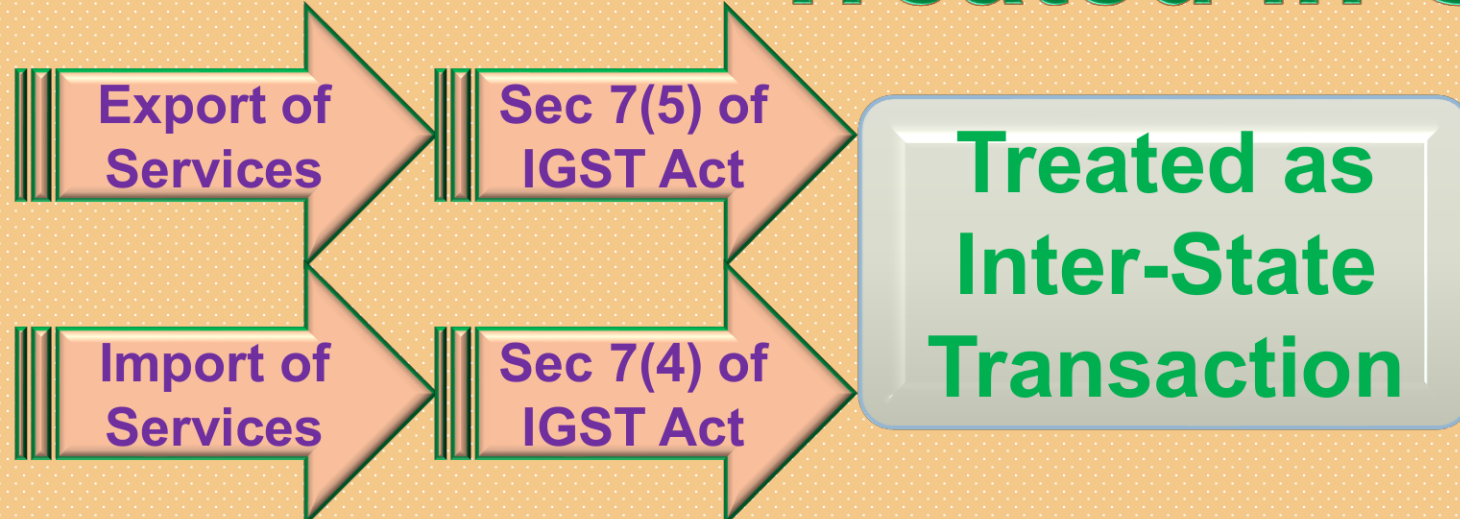 Export of
Services
Sec 7(5) of
IGST Act
Import of
Services
Sec 7(4) of
IGST Act
Treated as
Inter-State
Transaction